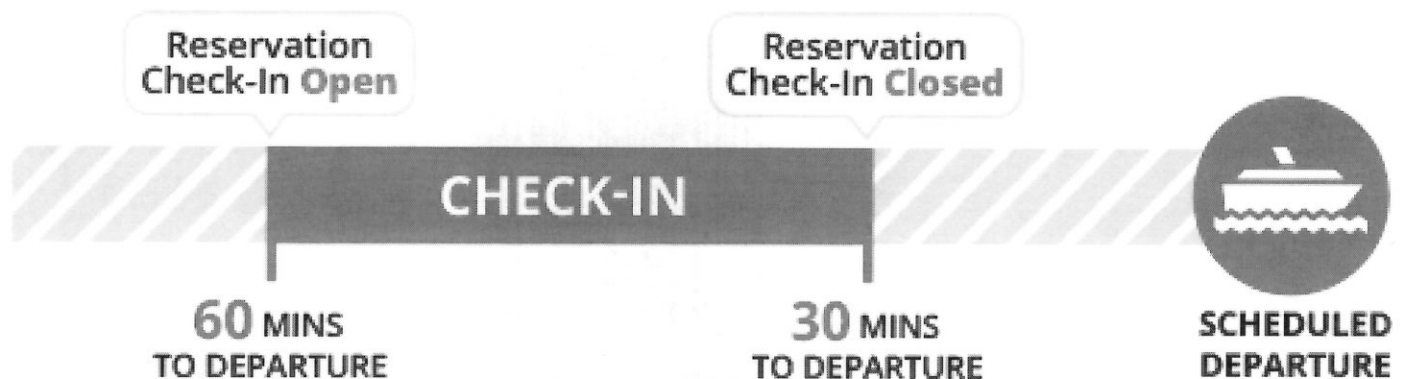 Reservation
Check-In Open
Reservation
Check-In Closed
CHECK-IN
60 MINS
TO DEPARTURE
30 MINS
TO DEPARTURE
SCHEDULED
DEPARTURE